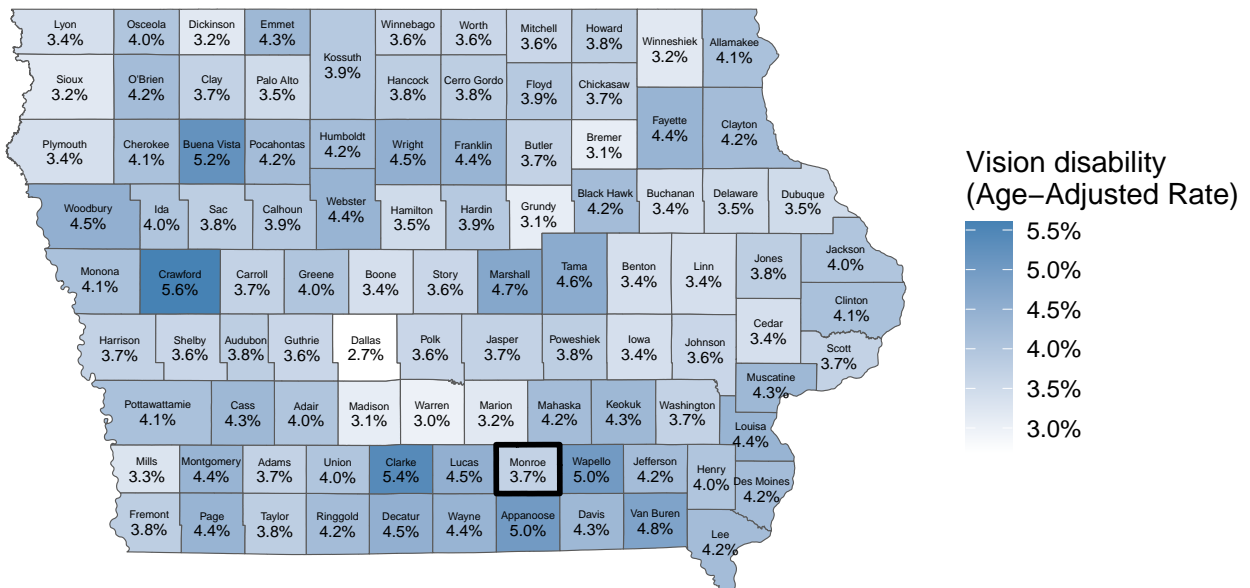 Lyon
3.4%
Osceola
4.0%
Dickinson
3.2%
Emmet
4.3%
Kossuth
3.9%
Winnebago
3.6%
Worth
3.6%
Mitchell
3.6%
Howard
3.8%
Winneshiek
3.2%
Allamakee
4.1%
Sioux
3.2%
O'Brien
4.2%
Clay
3.7%
Palo Alto
3.5%
Hancock
3.8%
Cerro Gordo
3.8%
Floyd
3.9%
Chickasaw
3.7%
Fayette
4.4%
Clayton
4.2%
Plymouth
3.4%
Cherokee
4.1%
Buena Vista
5.2%
Pocahontas
4.2%
Humboldt
4.2%
Wright
4.5%
Franklin
4.4%
Butler
3.7%
Bremer
3.1%
Woodbury
4.5%
Ida
4.0%
Sac
3.8%
Calhoun
3.9%
Webster
4.4%
Hamilton
3.5%
Hardin
3.9%
Grundy
3.1%
Black Hawk
4.2%
Buchanan
3.4%
Delaware
3.5%
Dubuque
3.5%
Monona
4.1%
Crawford
5.6%
Carroll
3.7%
Greene
4.0%
Boone
3.4%
Story
3.6%
Marshall
4.7%
Tama
4.6%
Benton
3.4%
Linn
3.4%
Jones
3.8%
Jackson
4.0%
Clinton
4.1%
Harrison
3.7%
Shelby
3.6%
Audubon
3.8%
Guthrie
3.6%
Dallas
2.7%
Polk
3.6%
Jasper
3.7%
Poweshiek
3.8%
Iowa
3.4%
Johnson
3.6%
Cedar
3.4%
Scott
3.7%
Muscatine
4.3%
Pottawattamie
4.1%
Cass
4.3%
Adair
4.0%
Madison
3.1%
Warren
3.0%
Marion
3.2%
Mahaska
4.2%
Keokuk
4.3%
Washington
3.7%
Louisa
4.4%
Mills
3.3%
Montgomery
4.4%
Adams
3.7%
Union
4.0%
Clarke
5.4%
Lucas
4.5%
Monroe
3.7%
Wapello
5.0%
Jefferson
4.2%
Henry
4.0%
Des Moines
4.2%
Fremont
3.8%
Page
4.4%
Taylor
3.8%
Ringgold
4.2%
Decatur
4.5%
Wayne
4.4%
Appanoose
5.0%
Davis
4.3%
Van Buren
4.8%
Lee
4.2%
Vision disability
(Age−Adjusted Rate)
5.5%
5.0%
4.5%
4.0%
3.5%
3.0%